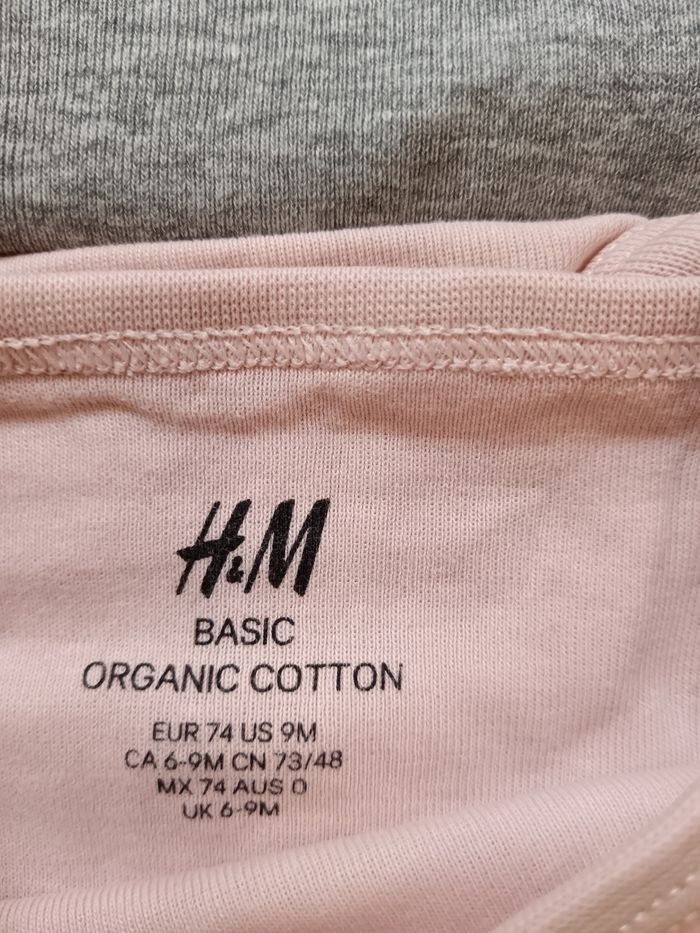 H&M
BASIC
ORGANIC COTTON
EUR 74 US 9M
CA 6-9M CN 73/48
MX 74 AUS 0
UK 6-9M